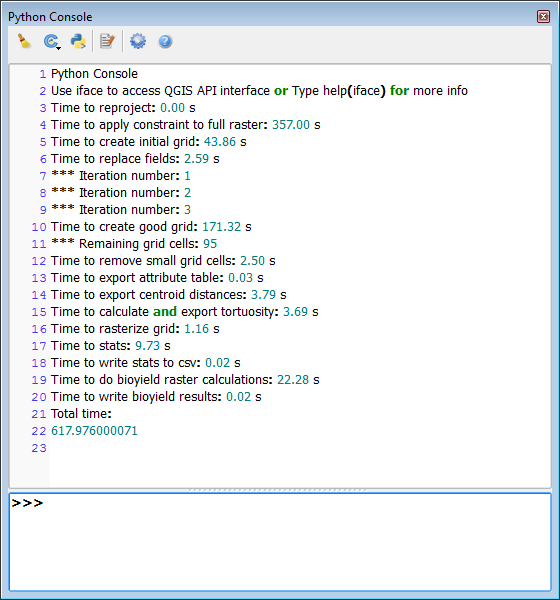 Python Console
1 Python Console
2 Use iface to access QGIS API interface or Type help(iface) for more info
3 Time to reproject: 0.00 s
4 Time to apply constraint to full raster: 357.00 s
5 Time to create initial grid: 43.86 s
6 Time to replace fields: 2.59 s
7 *** Iteration number: 1
8 *** Iteration number: 2
9 *** Iteration number: 3
10 Time to create good grid: 171.32 s
11 *** Remaining grid cells: 95
12 Time to remove small grid cells: 2.50 s
13 Time to export attribute table: 0.03 s
14 Time to export centroid distances: 3.79 s
15 Time to calculate and export tortuosity: 3.69 s
16 Time to rasterize grid: 1.16 s
17 Time to stats: 9.73 s
18 Time to write stats to csv: 0.02 s
19 Time to do bioyield raster calculations: 22.28 s
20 Time to write bioyield results: 0.02 s
21 Total time:
22 617.976000071
23
>>>